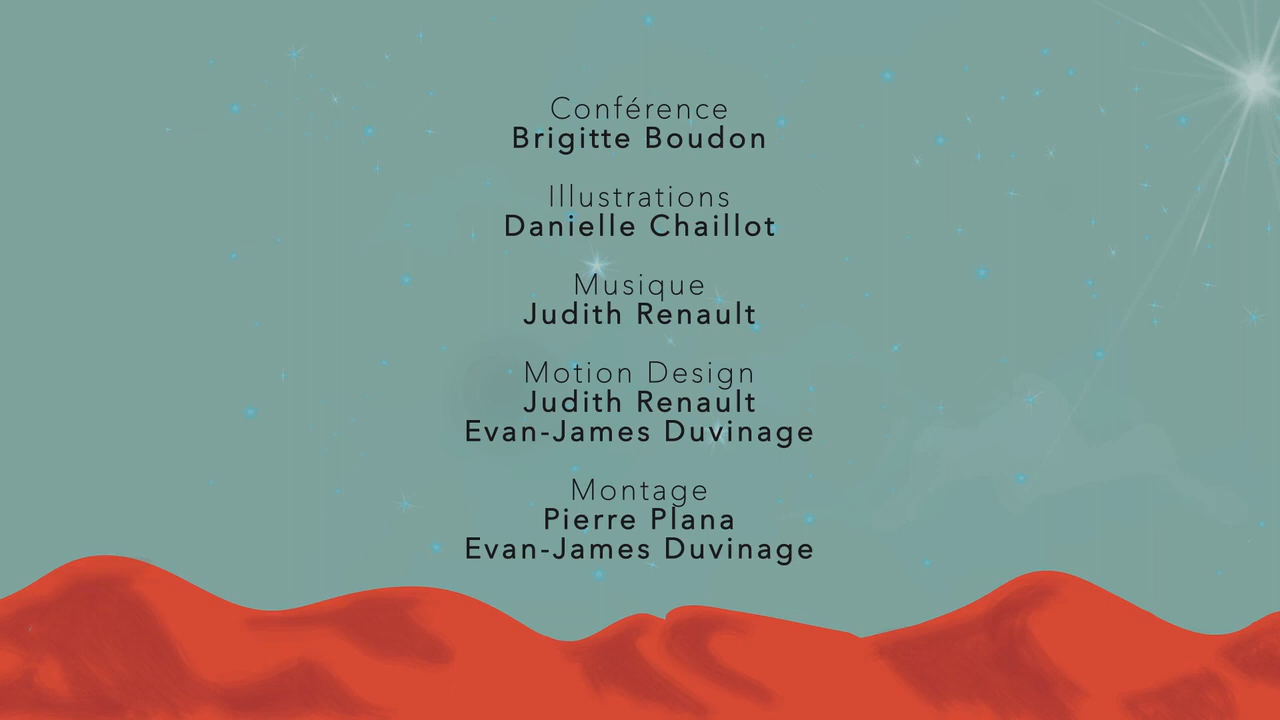 Conférence
Brigitte Boudon
Illustrations
Danielle Chaillot
Musique
Judith Renault
Motion Design
Judith Renault
Evan-James Duvinage
Montage
Pierre Plana
Evan-James Duvinage